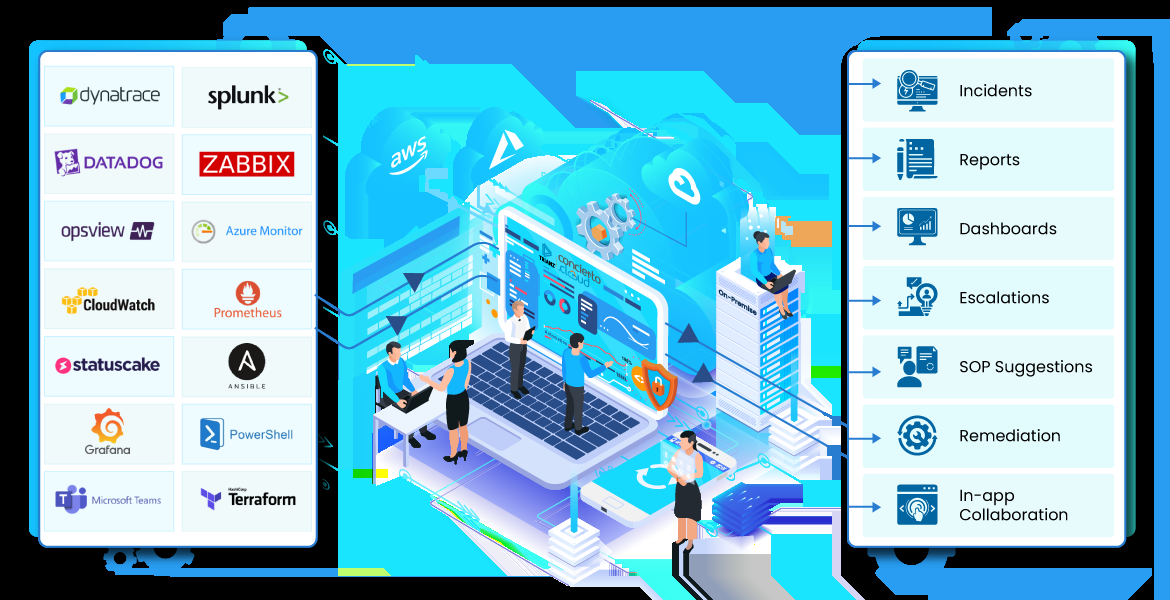 dynatrace
splunk>
DATADOG
ZABBIX
opsview
Azure Monitor
CloudWatch
Prometheus
statuscake
ANSIBLE
Grafana
PowerShell
Microsoft Teams
HashiCorp
Terraform
aws
TRIANZ
concierto
cloud
On-Premise
Incidents
Reports
Dashboards
Escalations
SOP Suggestions
Remediation
In-app
Collaboration